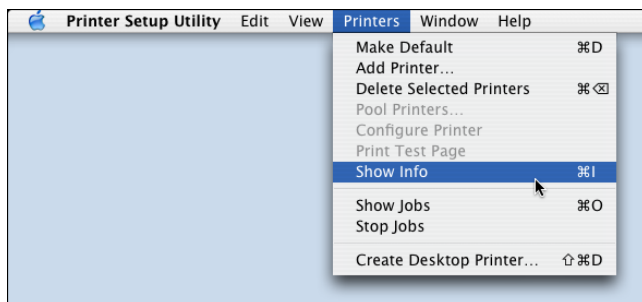 Printer Setup Utility Edit View Printers Window Help
Make Default ⌘D
Add Printer...
Delete Selected Printers ⌘⌫
Pool Printers...
Configure Printer
Print Test Page
Show Info ⌘I
Show Jobs ⌘O
Stop Jobs
Create Desktop Printer... ⇧⌘D